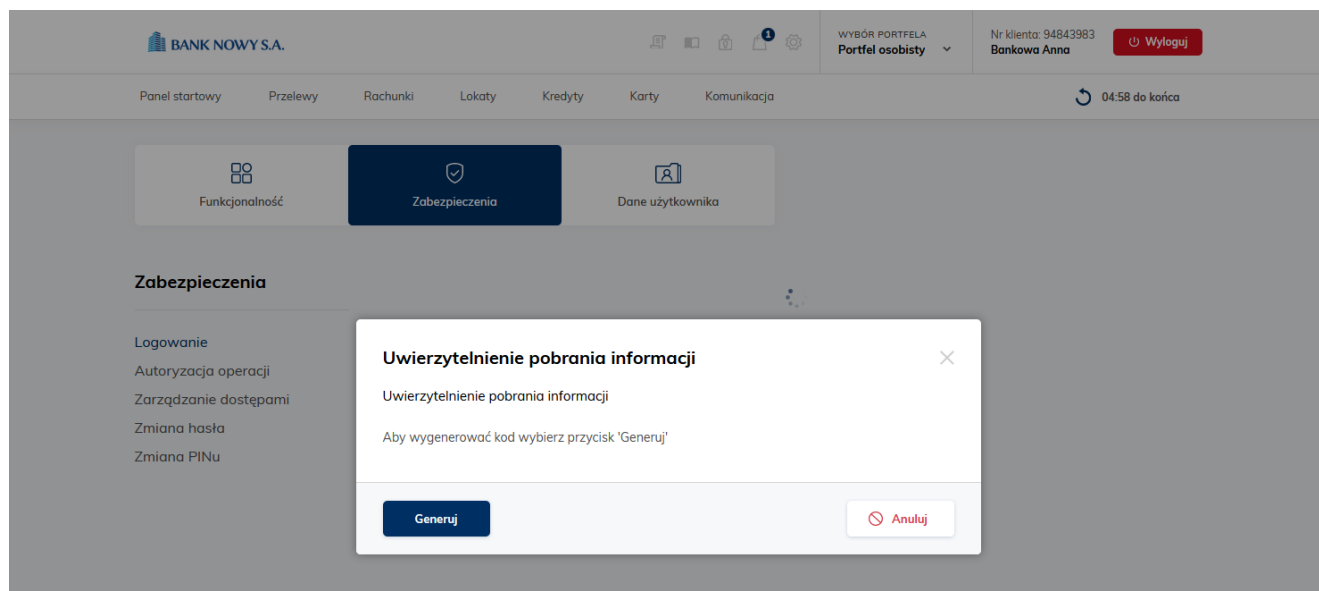 BANK NOWY S.A.
1
WYBÓR PORTFELA
Portfel osobisty
Nr klienta: 94843983
Bankowa Anna
Wyloguj
Panel startowy Przelewy Rachunki Lokaty Kredyty Karty Komunikacja
04:58 do końca
Funkcjonalność
Zabezpieczenia
Dane użytkownika
Zabezpieczenia
Logowanie
Autoryzacja operacji
Zarządzanie dostępami
Zmiana hasła
Zmiana PINu
Uwierzytelnienie pobrania informacji
Uwierzytelnienie pobrania informacji
Aby wygenerować kod wybierz przycisk 'Generuj'
Generuj
Anuluj